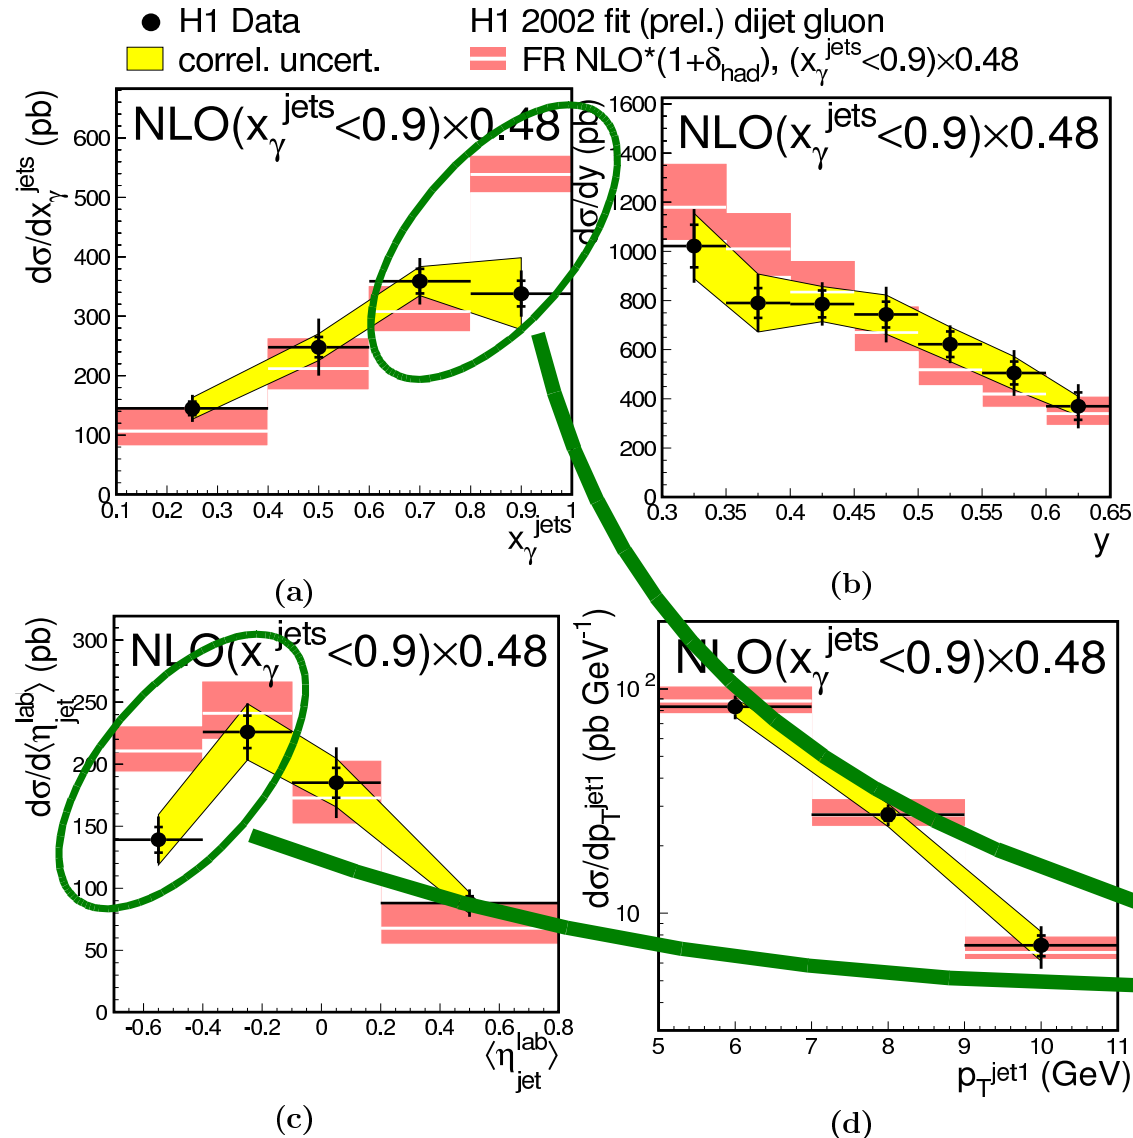 H1 Data
H1 2002 fit (prel.) dijet gluon
correl. uncert.
FR NLO*(1+δhad), (xγjets<0.9)×0.48
NLO(xγjets<0.9)×0.48
dσ/dxγjets (pb)
600
500
400
300
200
100
0
0.1 0.2 0.3 0.4 0.5 0.6 0.7 0.8 0.9 1
xγjets
(a)
NLO(xγjets<0.9)×0.48
dσ/dy (pb)
1600
1400
1000
800
600
400
200
0
0.3 0.35 0.4 0.45 0.5 0.55 0.6 0.65
y
(b)
NLO(xγjets<0.9)×0.48
dσ/d⟨ηjetlab⟩ (pb)
300
250
200
150
100
50
0
-0.6 -0.4 -0.2 0 0.2 0.4 0.6 0.8
⟨ηjetlab⟩
(c)
NLO(xγjets<0.9)×0.48
dσ/dpTjet1 (pb GeV-1)
10 2
10
5 6 7 8 9 10 11
pTjet1 (GeV)
(d)